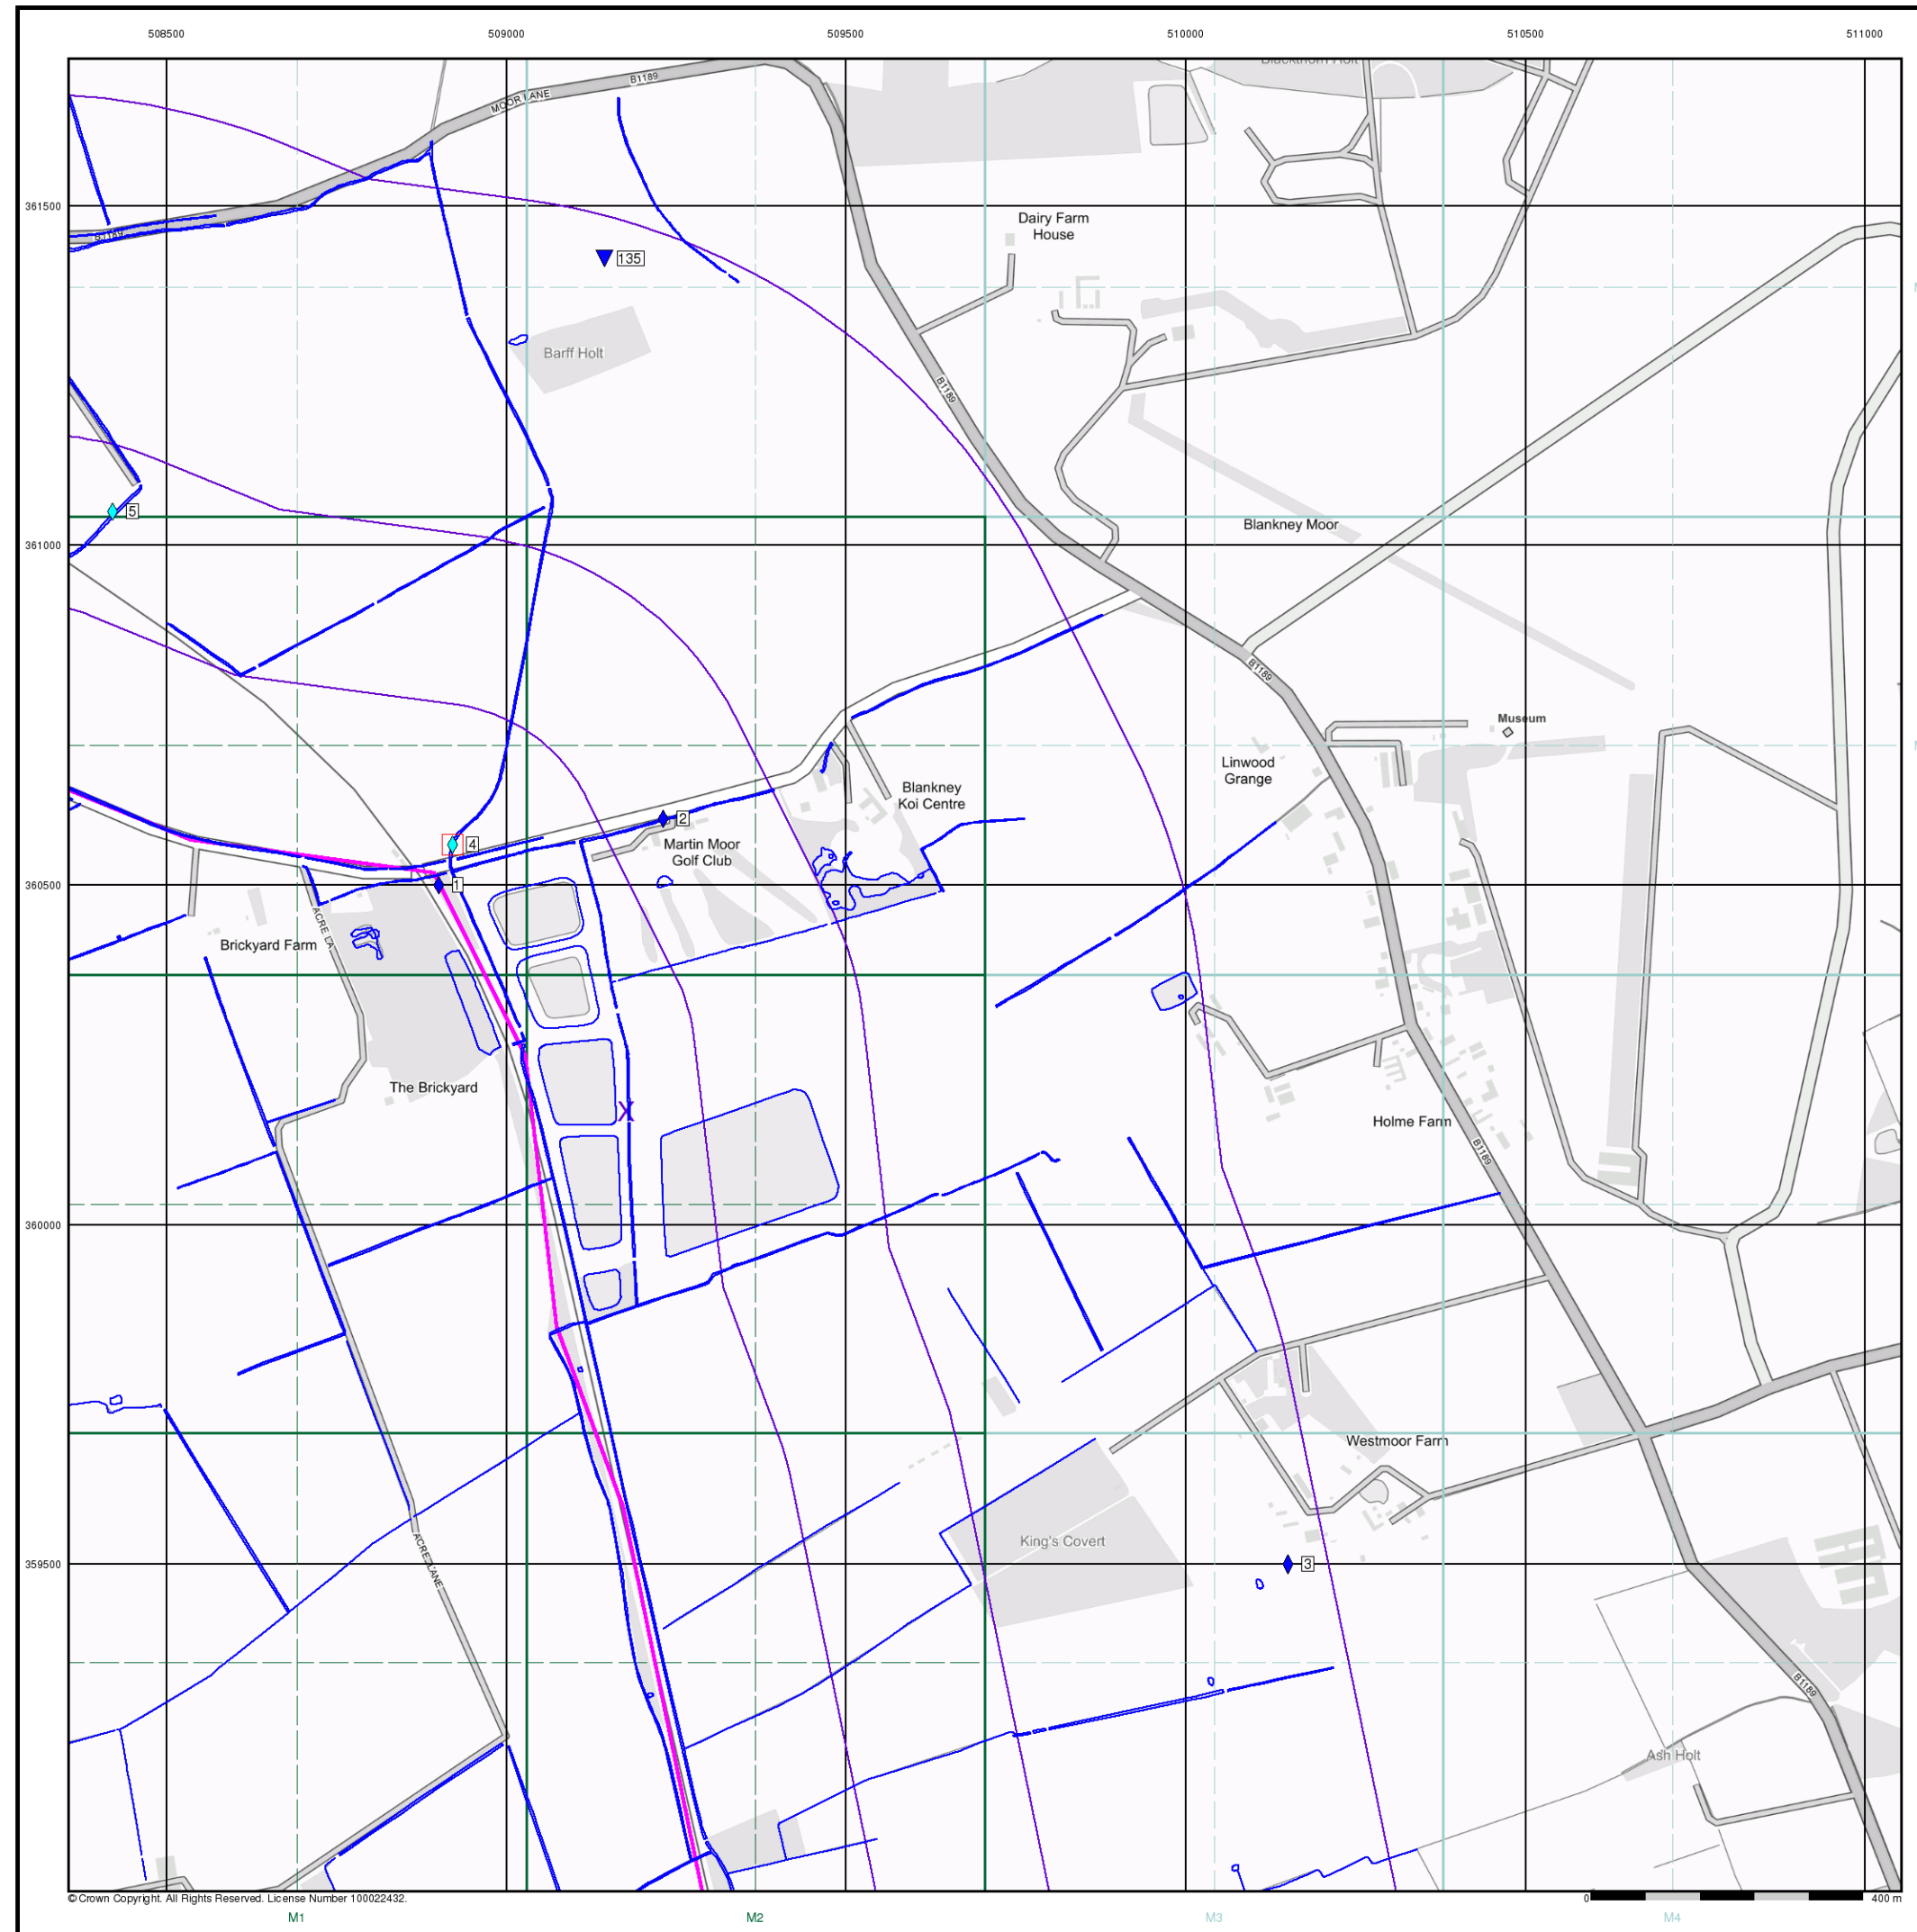 508500 509000 509500 510000 510500 511000
B1189
MOOR LANE
Blackthorn Holt
361500
B1189
Dairy Farm
House
135
Barff Holt
B1189
5
Blankney Moor
361000
B1189
Museum
Linwood
Grange
Blankney
Koi Centre
2
4
Martin Moor
Golf Club
360500
1
ACRE LA
Brickyard Farm
The Brickyard
X
Holme Farm
B1189
360000
Westmoor Farm
King's Covert
359500
3
ACRE LANE
B1189
Ash Holt
© Crown Copyright. All Rights Reserved. License Number 100022432.
0 400 m
M1 M2 M3 M4